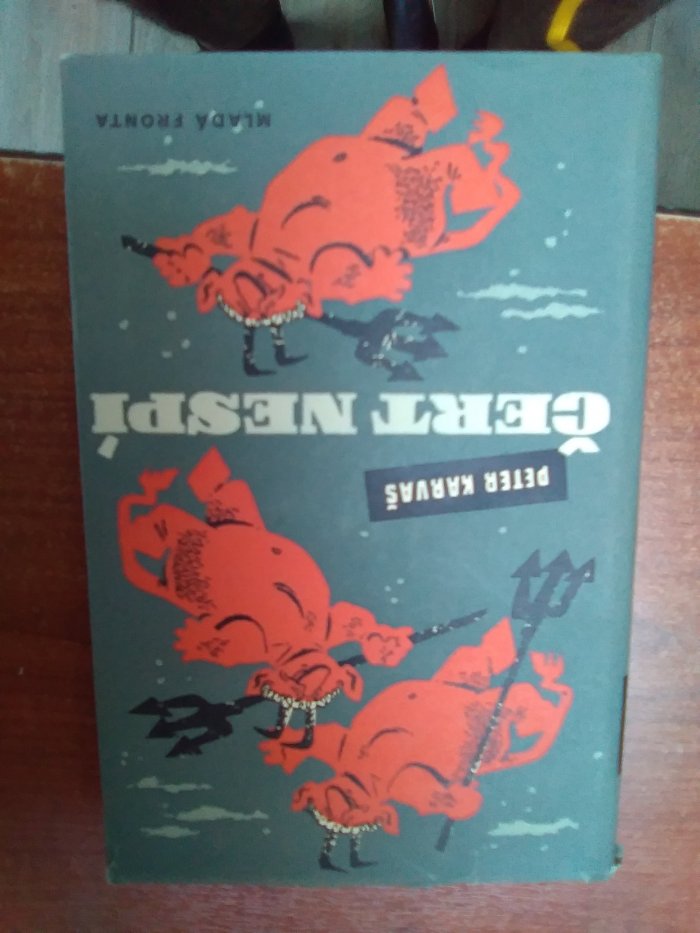 PETER KARVAŠ
ČERT NESPÍ
MLADÁ FRONTA